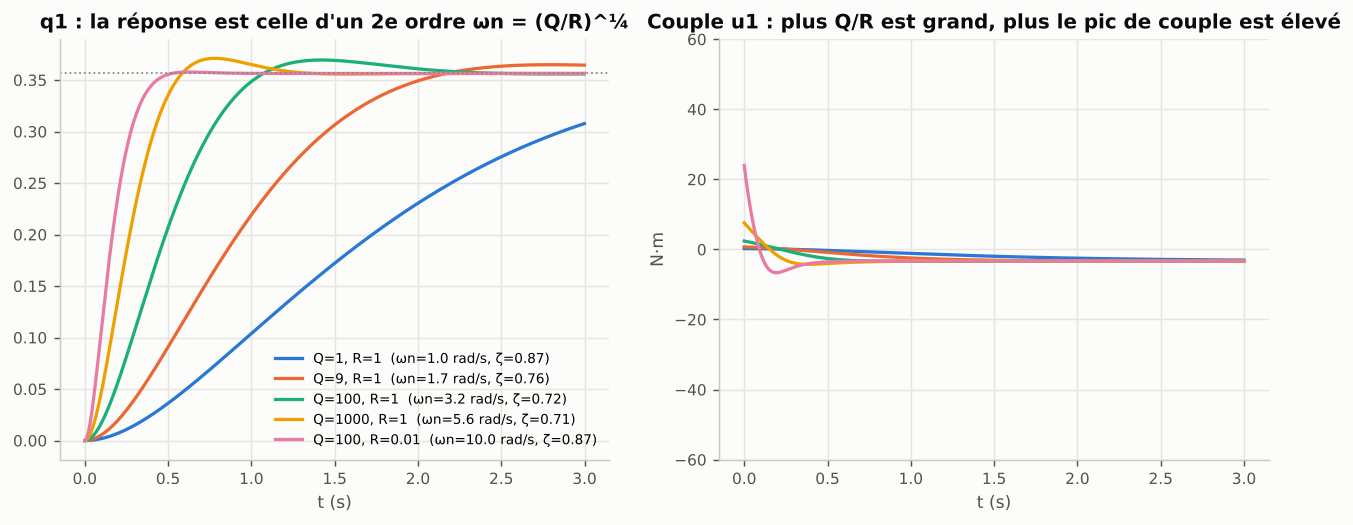 q1 : la réponse est celle d'un 2e ordre ωn = (Q/R)^¼
0.35
0.30
0.25
0.20
0.15
0.10
0.05
0.00
Q=1, R=1 (ωn=1.0 rad/s, ζ=0.87)
Q=9, R=1 (ωn=1.7 rad/s, ζ=0.76)
Q=100, R=1 (ωn=3.2 rad/s, ζ=0.72)
Q=1000, R=1 (ωn=5.6 rad/s, ζ=0.71)
Q=100, R=0.01 (ωn=10.0 rad/s, ζ=0.87)
0.0 0.5 1.0 1.5 2.0 2.5 3.0
t (s)
Couple u1 : plus Q/R est grand, plus le pic de couple est élevé
N·m
60
40
20
0
−20
−40
−60
0.0 0.5 1.0 1.5 2.0 2.5 3.0
t (s)